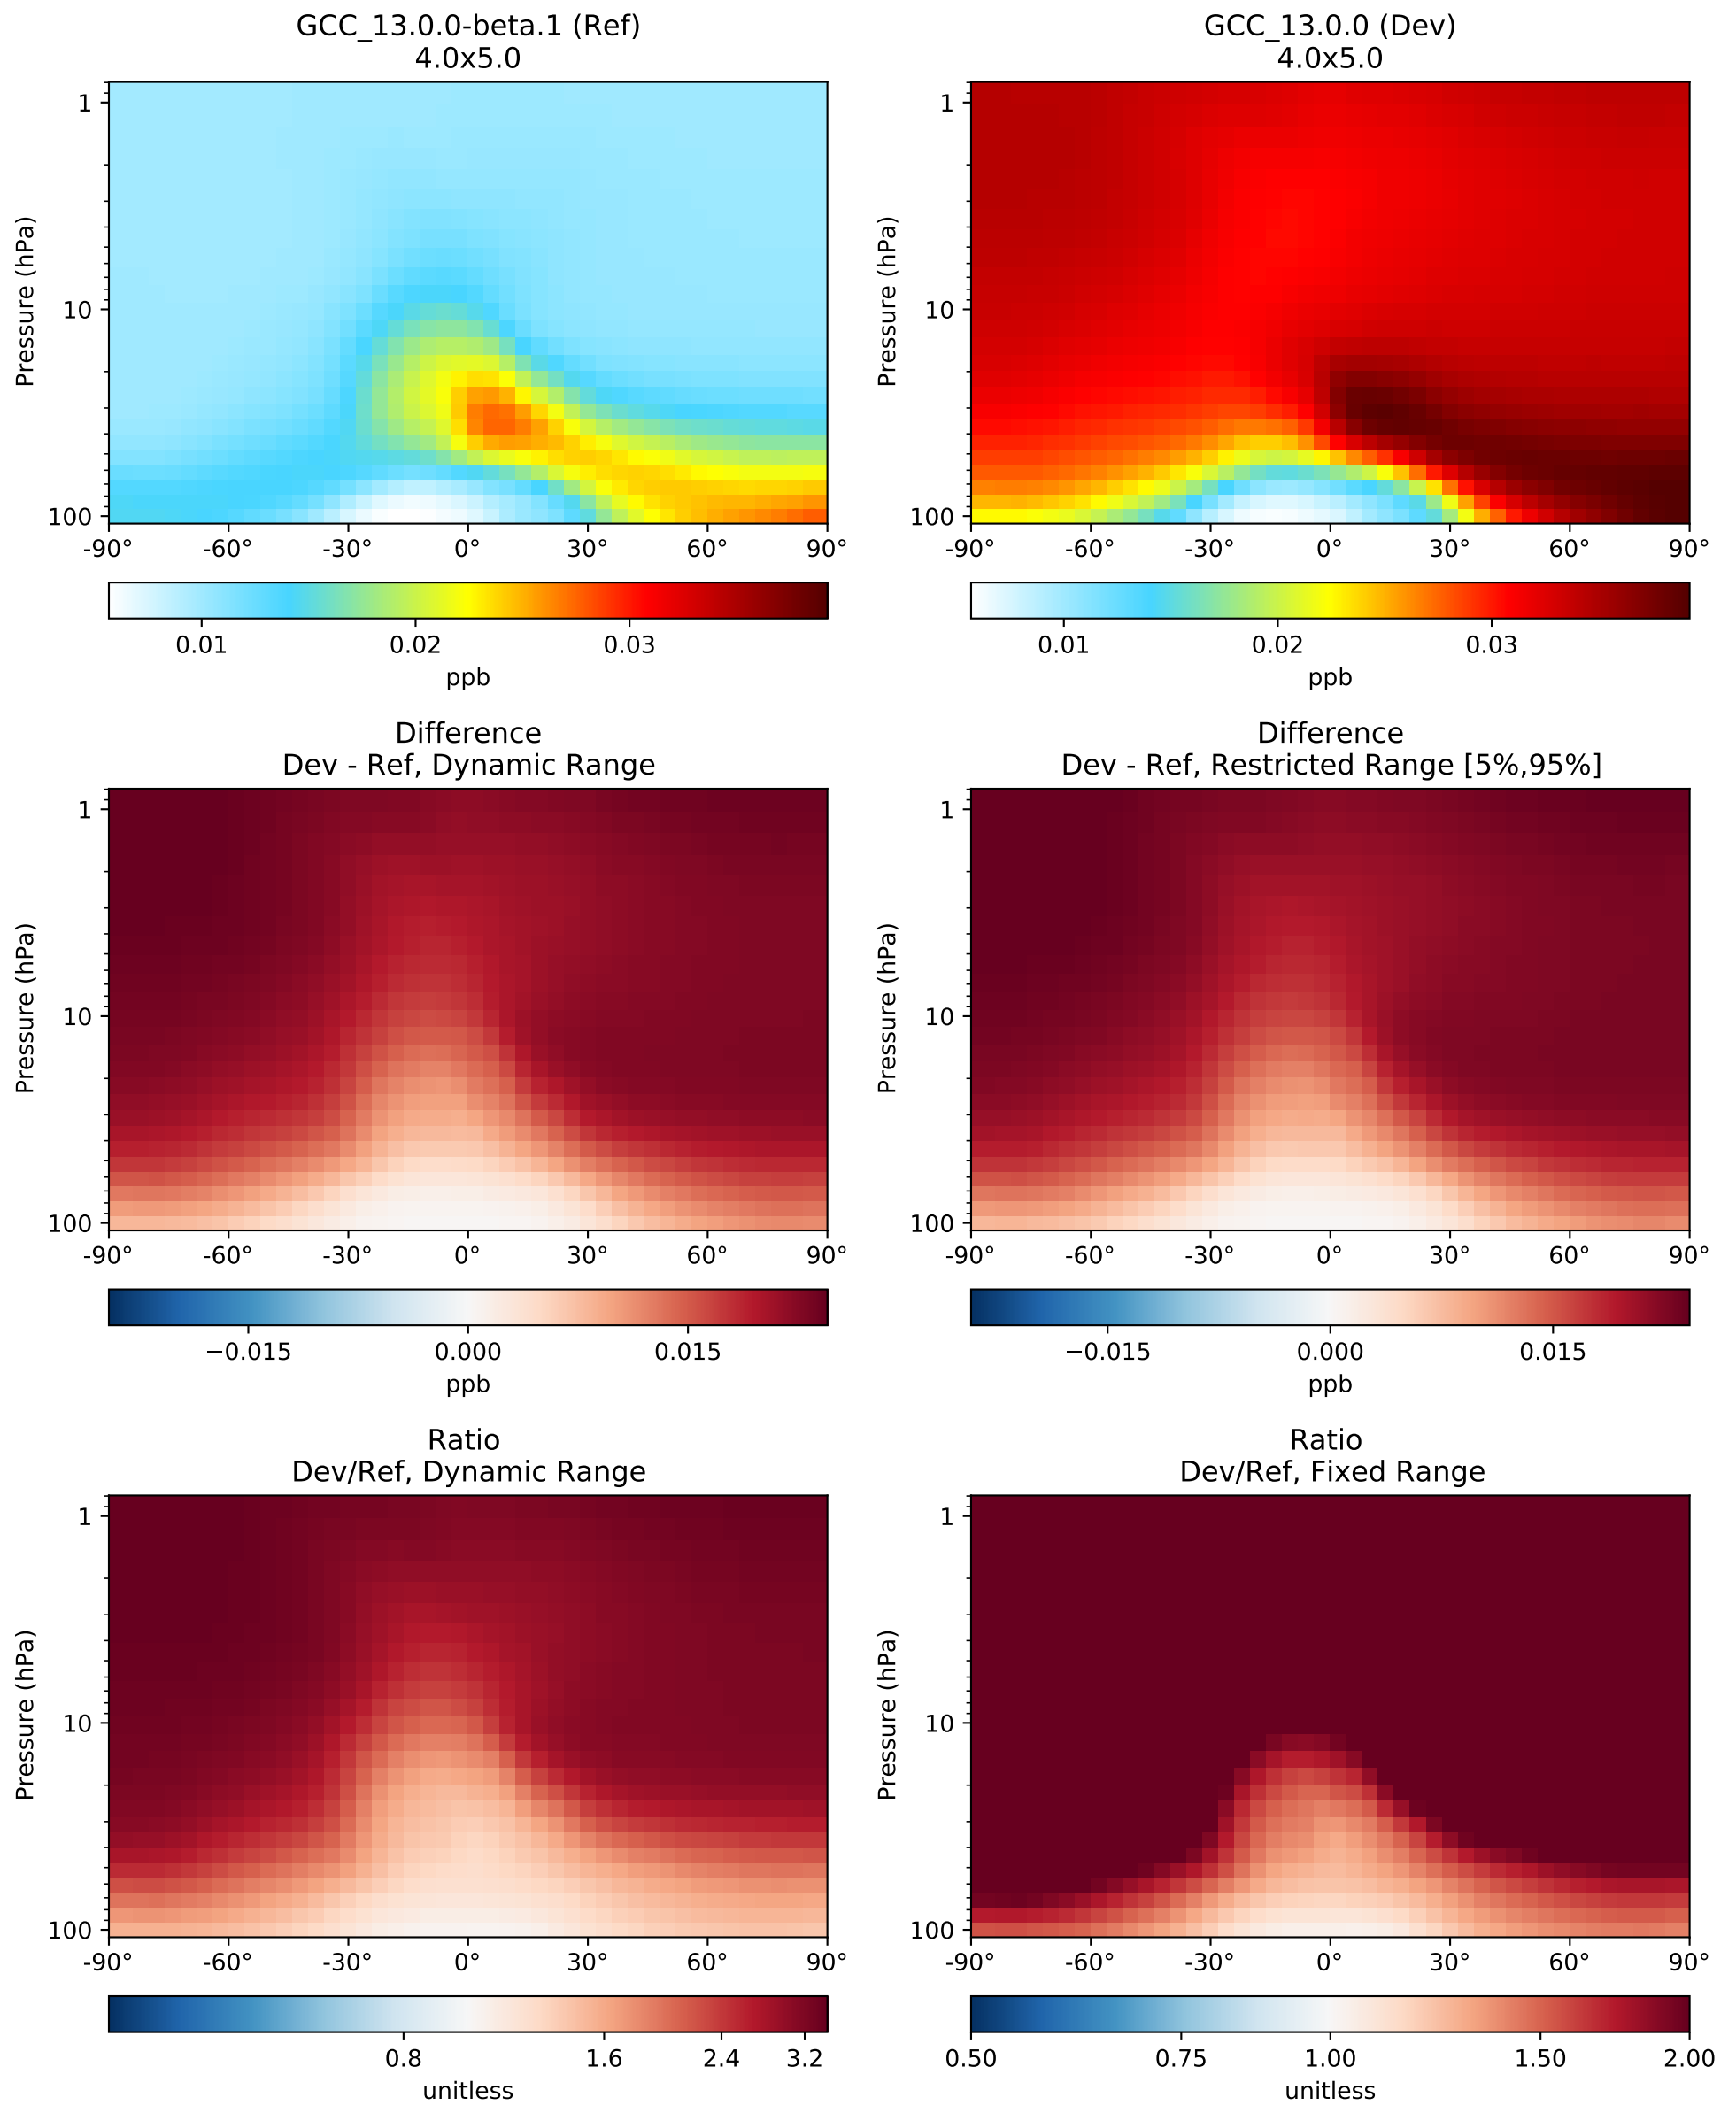 GCC_13.0.0-beta.1 (Ref)
4.0x5.0
Pressure (hPa)
1
10
100
-90° -60° -30° 0° 30° 60° 90°
0.01 0.02 0.03
ppb
GCC_13.0.0 (Dev)
4.0x5.0
Pressure (hPa)
1
10
100
-90° -60° -30° 0° 30° 60° 90°
0.01 0.02 0.03
ppb
Difference
Dev - Ref, Dynamic Range
Pressure (hPa)
1
10
100
-90° -60° -30° 0° 30° 60° 90°
−0.015 0.000 0.015
ppb
Difference
Dev - Ref, Restricted Range [5%,95%]
Pressure (hPa)
1
10
100
-90° -60° -30° 0° 30° 60° 90°
−0.015 0.000 0.015
ppb
Ratio
Dev/Ref, Dynamic Range
Pressure (hPa)
1
10
100
-90° -60° -30° 0° 30° 60° 90°
0.8 1.6 2.4 3.2
unitless
Ratio
Dev/Ref, Fixed Range
Pressure (hPa)
1
10
100
-90° -60° -30° 0° 30° 60° 90°
0.50 0.75 1.00 1.50 2.00
unitless